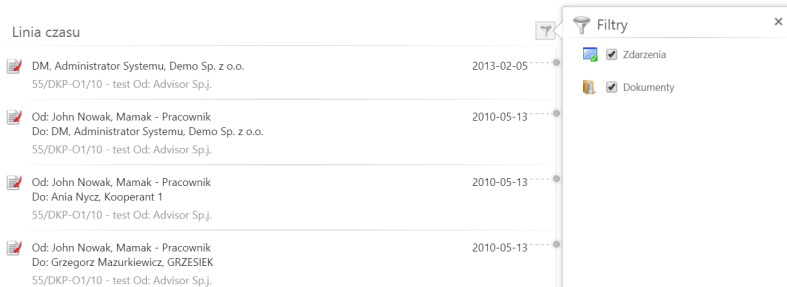 Linia czasu
DM, Administrator Systemu, Demo Sp. z o.o.
2013-02-05
55/DKP-O1/10 - test Od: Advisor Sp.j.
Od: John Nowak, Mamak - Pracownik
2010-05-13
Do: DM, Administrator Systemu, Demo Sp. z o.o.
55/DKP-O1/10 - test Od: Advisor Sp.j.
Od: John Nowak, Mamak - Pracownik
2010-05-13
Do: Ania Nycz, Kooperant 1
55/DKP-O1/10 - test Od: Advisor Sp.j.
Od: John Nowak, Mamak - Pracownik
2010-05-13
Do: Grzegorz Mazurkiewicz, GRZESIEK
55/DKP-O1/10 - test Od: Advisor Sp.j.
Filtry
Zdarzenia
Dokumenty